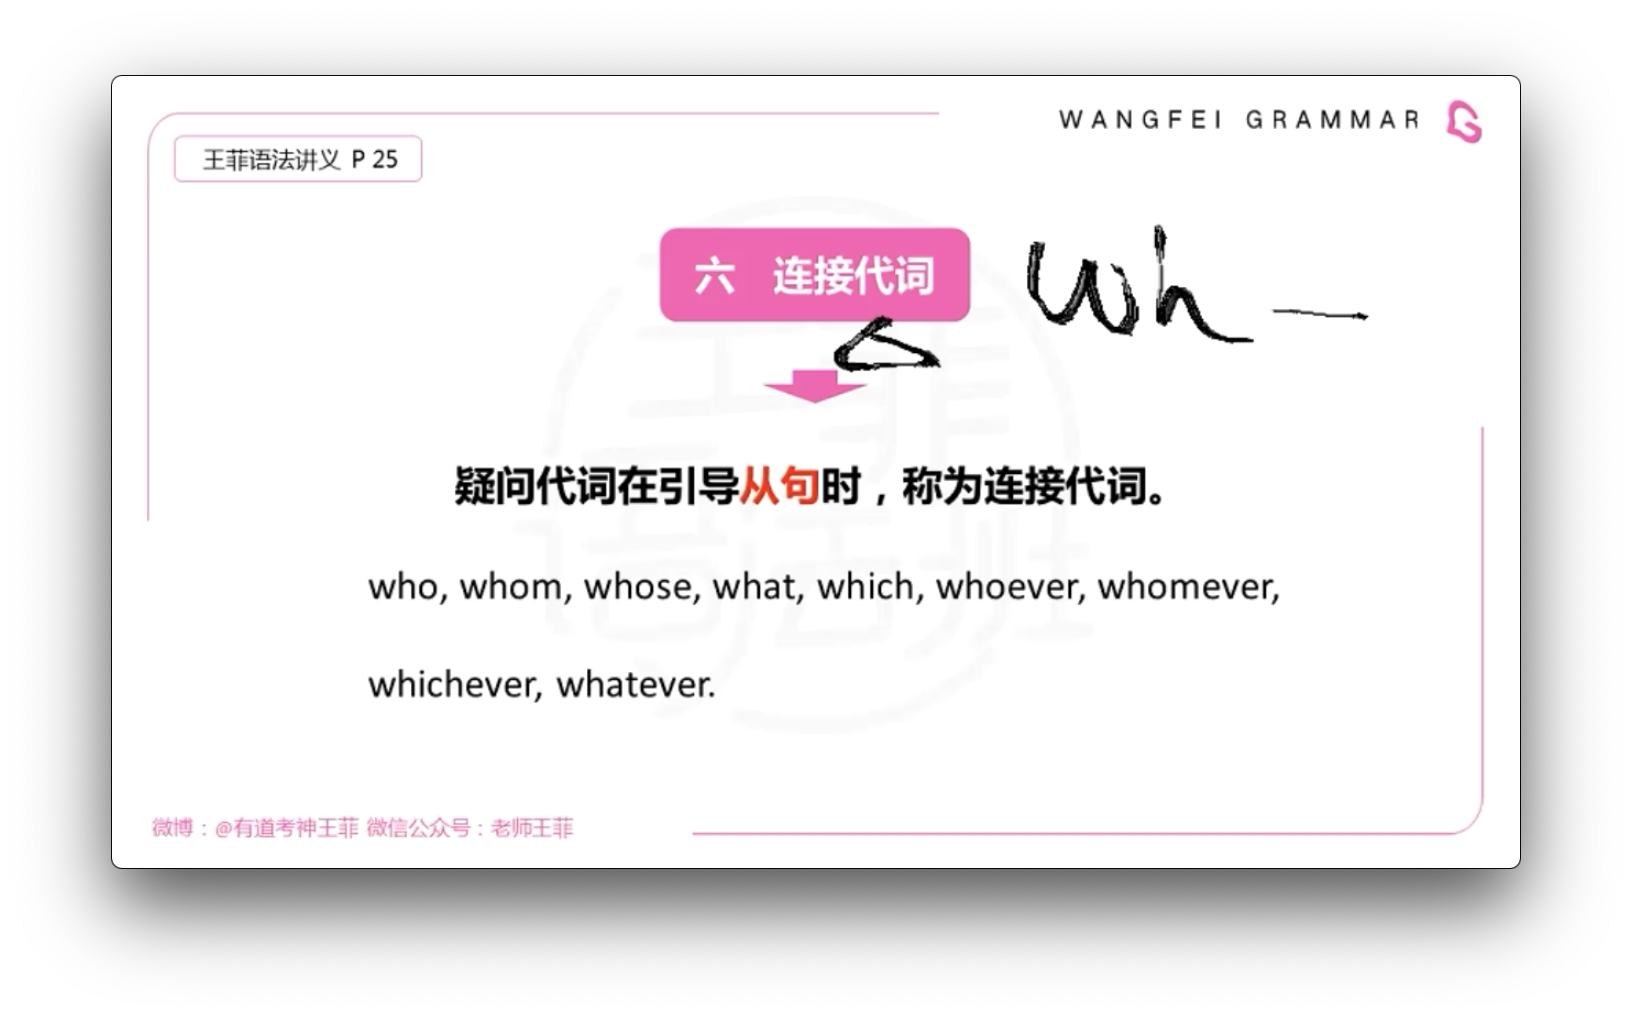 WANGFEI GRAMMAR
王菲语法讲义 P 25
六 连接代词
Wh —
疑问代词在引导从句时，称为连接代词。
who, whom, whose, what, which, whoever, whomever,
whichever, whatever.
微博：@有道考神王菲 微信公众号：老师王菲